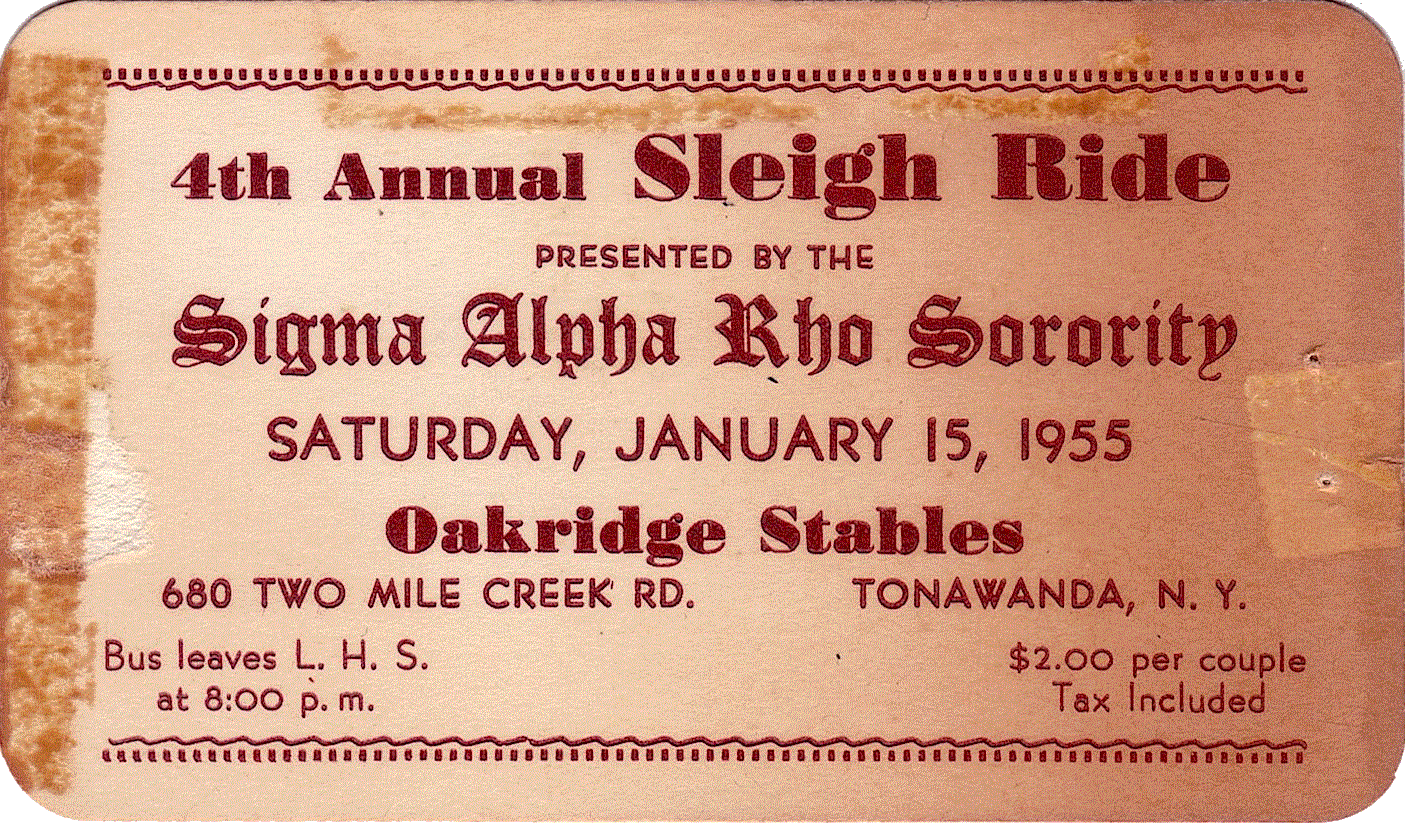 4th Annual Sleigh Ride
PRESENTED BY THE
Sigma Alpha Rho Sorority
SATURDAY, JANUARY 15, 1955
Oakridge Stables
680 TWO MILE CREEK RD. TONAWANDA, N. Y.
Bus leaves L. H. S.
at 8:00 p. m.
$2.00 per couple
Tax Included